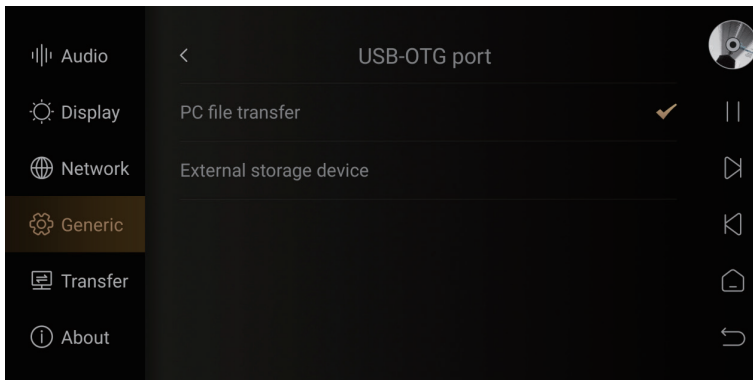 Audio
USB-OTG port
Display
PC file transfer
Network
External storage device
Generic
Transfer
About